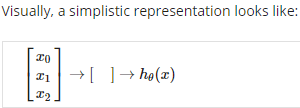 Visually, a simplistic representation looks like:
[x₀
x₁ → [ ] → hθ(x)
x₂]